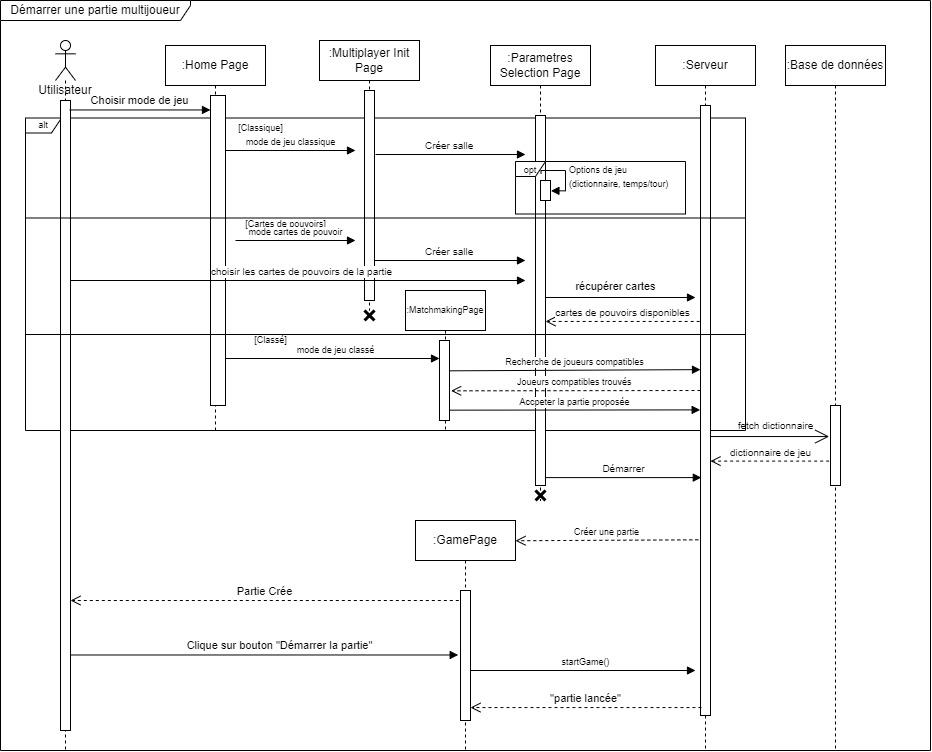 Démarrer une partie multijoueur
Utilisateur
:Home Page
:Multiplayer Init
Page
:Parametres
Selection Page
:Serveur
:Base de données
Choisir mode de jeu
alt
[Classique]
mode de jeu classique
Créer salle
opt
Options de jeu
(dictionnaire, temps/tour)
[Cartes de pouvoirs]
mode cartes de pouvoir
Créer salle
choisir les cartes de pouvoirs de la partie
récupérer cartes
:MatchmakingPage
cartes de pouvoirs disponibles
[Classé]
mode de jeu classé
Recherche de joueurs compatibles
Joueurs compatibles trouvés
Accpeter la partie proposée
fetch dictionnaire
dictionnaire de jeu
Démarrer
:GamePage
Créer une partie
Partie Crée
Clique sur bouton "Démarrer la partie"
startGame()
"partie lancée"